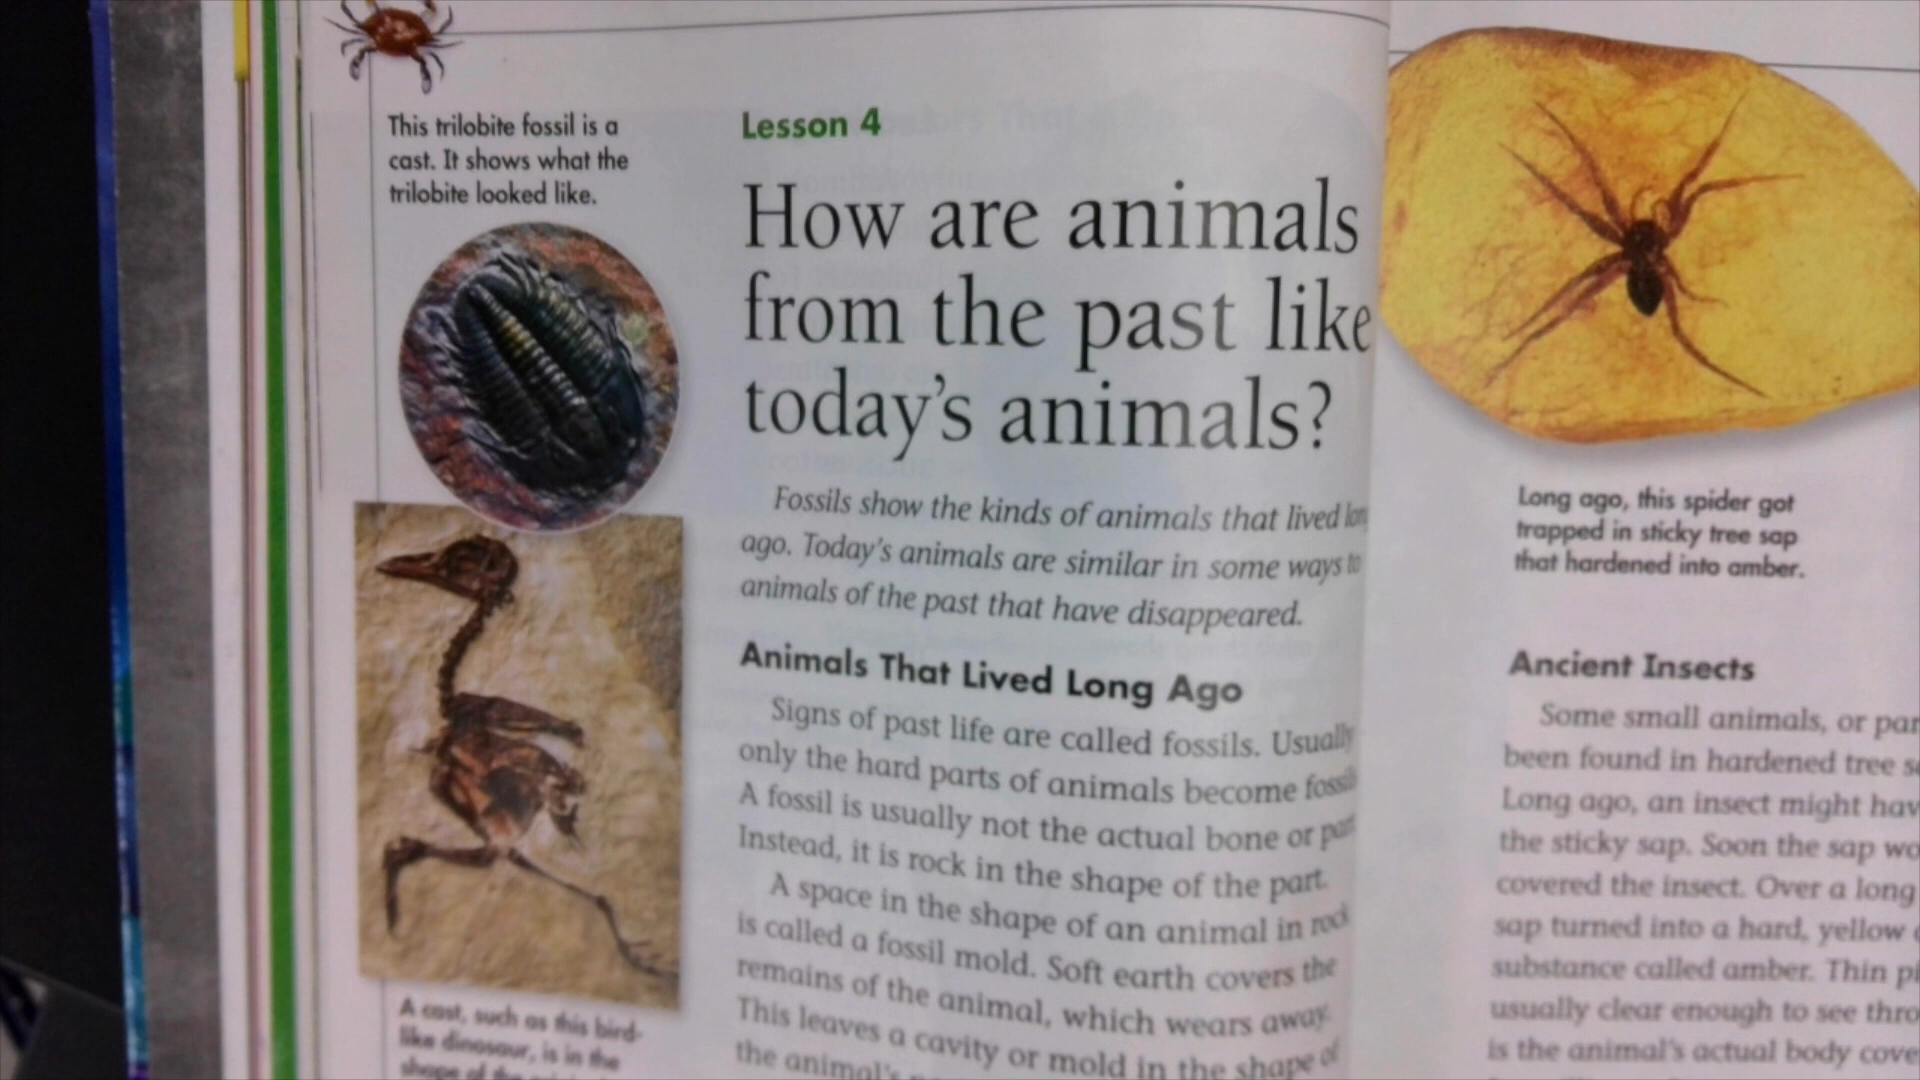 This trilobite fossil is a
cast. It shows what the
trilobite looked like.
A cast, such as this bird-
like dinosaur, is in the
shape of the
Lesson 4
How are animals
from the past like
today's animals?
Fossils show the kinds of animals that lived
ago. Today's animals are similar in some ways to
animals of the past that have disappeared.
Animals That Lived Long Ago
Signs of past life are called fossils. Usually
only the hard parts of animals become
A fossil is usually not the actual bone or
Instead, it is rock in the shape of the part.
A space in the shape of an animal in rock
is called a fossil mold. Soft earth covers the
remains of the animal, which wears away.
This leaves a cavity or mold in the shape of
the animal's
Long ago, this spider got
trapped in sticky tree sap
that hardened into amber.
Ancient Insects
Some small animals, or
been found in hardened tree
Long ago, an insect might
the sticky sap. Soon the sap
covered the insect. Over a long
sap turned into a hard, yellow
substance called amber. Thin
usually clear enough to see
is the animal's actual body